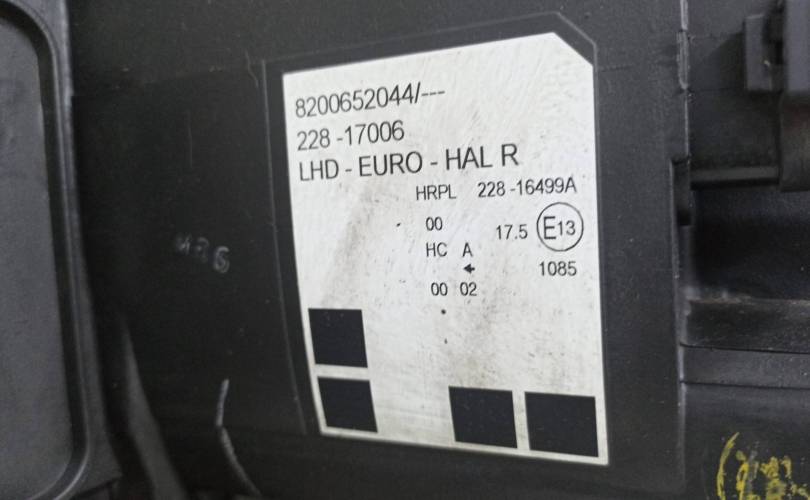 8200652044/---
228 -17006
LHD - EURO - HAL R
HRPL 228 -16499A
00 17.5 E13
HC A
← 1085
00 02